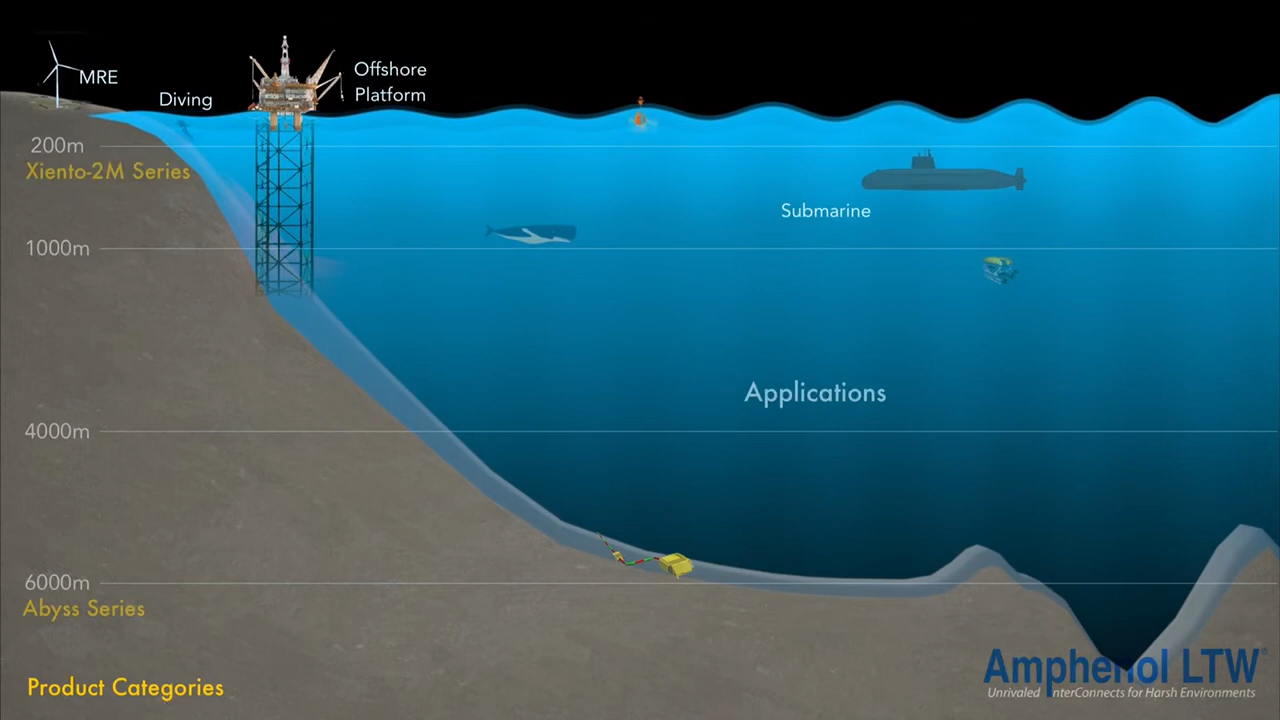 MRE
Diving
Offshore
Platform
200m
Xiento-2M Series
Submarine
1000m
Applications
4000m
6000m
Abyss Series
Product Categories
Amphenol LTW®
Unrivaled InterConnects for Harsh Environments